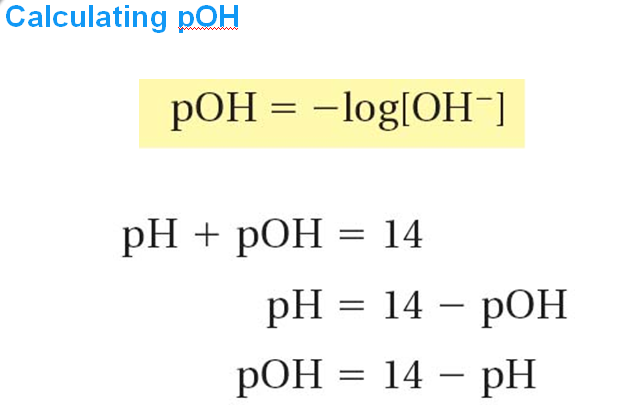 Calculating pOH
pOH = −log[OH⁻]
pH + pOH = 14
pH = 14 − pOH
pOH = 14 − pH